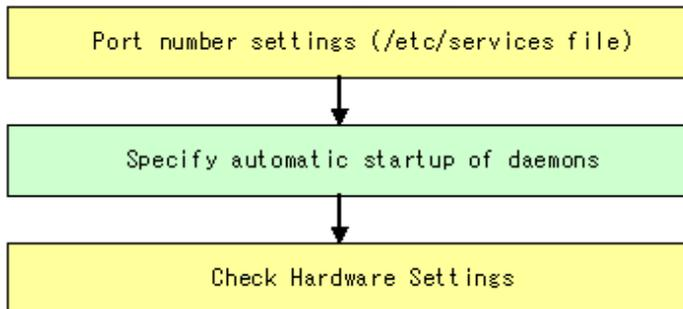 Port number settings (/etc/services file)
Specify automatic startup of daemons
Check Hardware Settings